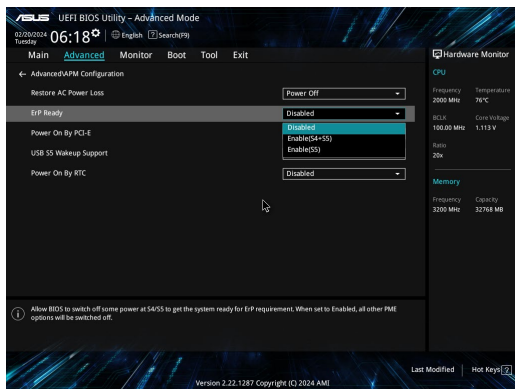 ASUS UEFI BIOS Utility – Advanced Mode
02/20/2024 Tuesday 06:18 English ? Search(F9)
Main Advanced Monitor Boot Tool Exit
Hardware Monitor
← Advanced\APM Configuration
Restore AC Power Loss Power Off
ErP Ready Disabled
Disabled
Enable(S4+S5)
Enable(S5)
Power On By PCI-E
USB S5 Wakeup Support
Power On By RTC Disabled
CPU
Frequency Temperature
2000 MHz 76°C
BCLK Core Voltage
100.00 MHz 1.113 V
Ratio
20x
Memory
Frequency Capacity
3200 MHz 32768 MB
i Allow BIOS to switch off some power at S4/S5 to get the system ready for ErP requirement. When set to Enabled, all other PME
options will be switched off.
Last Modified Hot Keys ?
Version 2.22.1287 Copyright (C) 2024 AMI